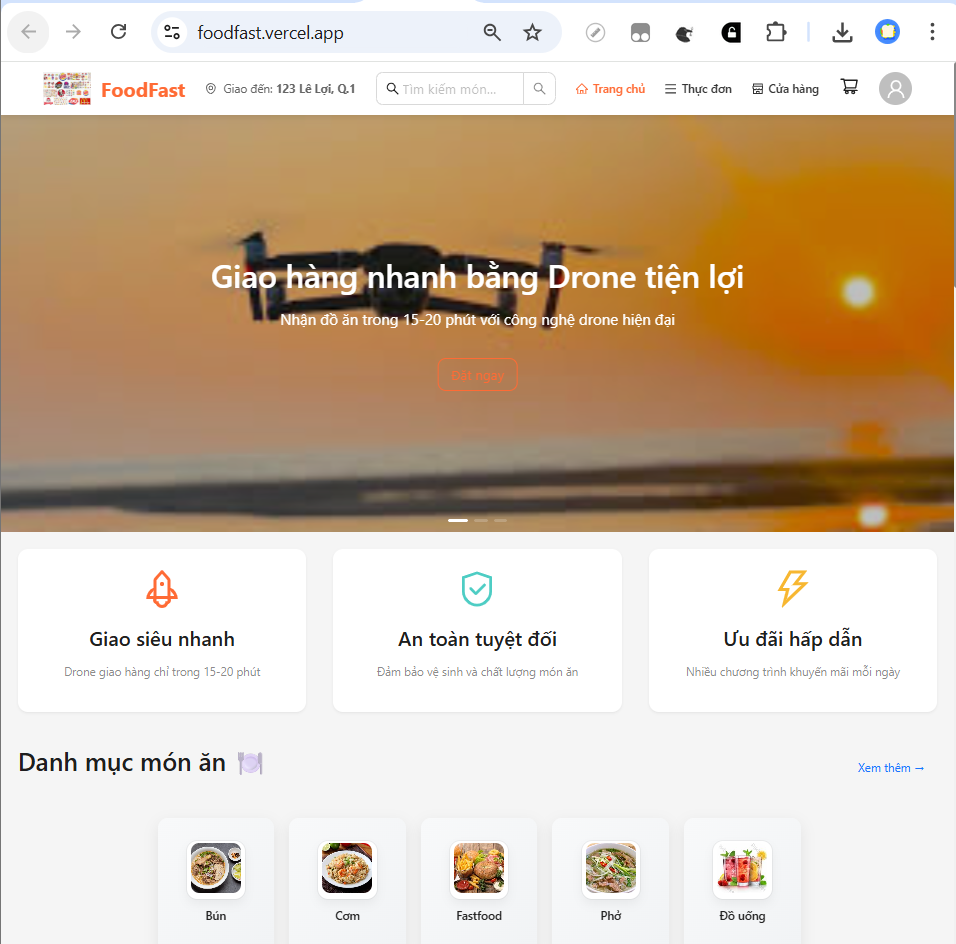 foodfast.vercel.app
FoodFast
Giao đến: 123 Lê Lợi, Q.1
Tìm kiếm món...
Trang chủ
Thực đơn
Cửa hàng
Giao hàng nhanh bằng Drone tiện lợi
Nhận đồ ăn trong 15-20 phút với công nghệ drone hiện đại
Đặt ngay
Giao siêu nhanh
Drone giao hàng chỉ trong 15-20 phút
An toàn tuyệt đối
Đảm bảo vệ sinh và chất lượng món ăn
Ưu đãi hấp dẫn
Nhiều chương trình khuyến mãi mỗi ngày
Danh mục món ăn
Xem thêm →
Bún
Cơm
Fastfood
Phở
Đồ uống